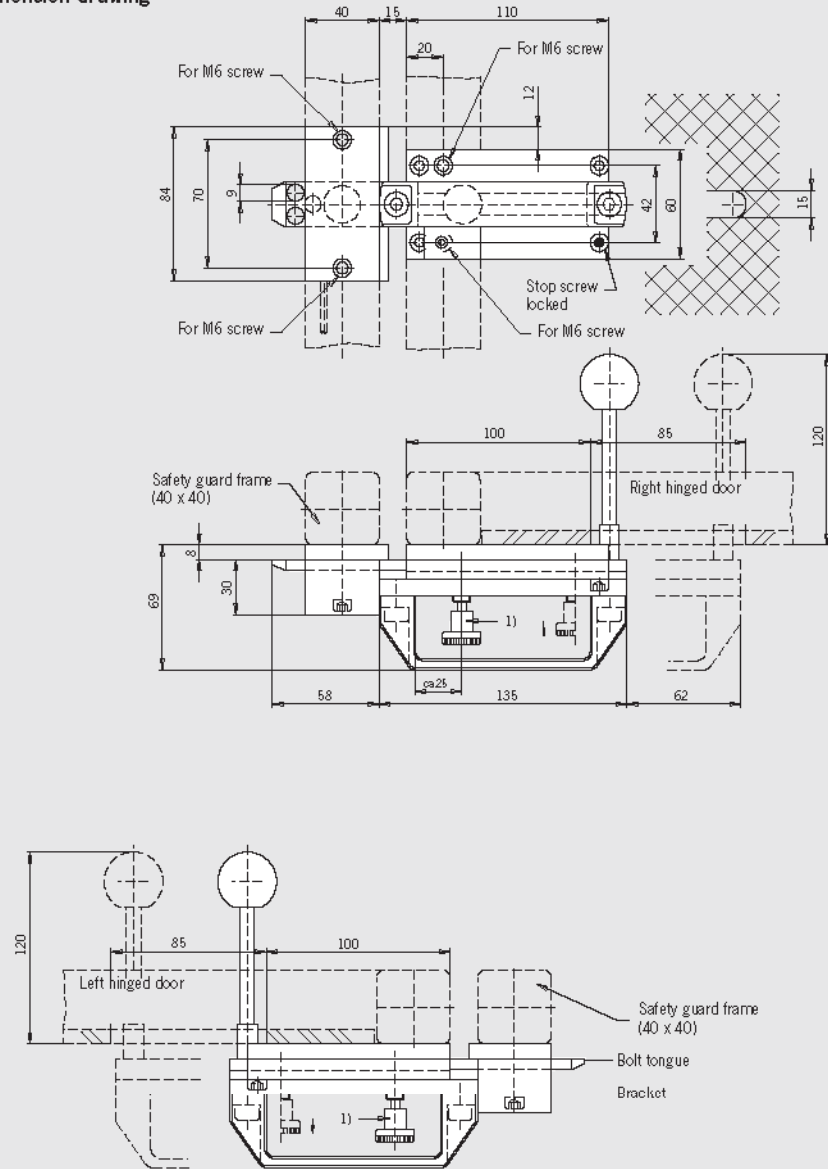 drawing
40
15
110
20
For M6 screw
For M6 screw
12
84
70
9
42
60
15
Stop screw
locked
For M6 screw
For M6 screw
100
85
120
Safety guard frame
(40 x 40)
Right hinged door
8
30
69
1)
ca.25
58
135
62
120
85
100
Left hinged door
Safety guard frame
(40 x 40)
Bolt tongue
1)
Bracket